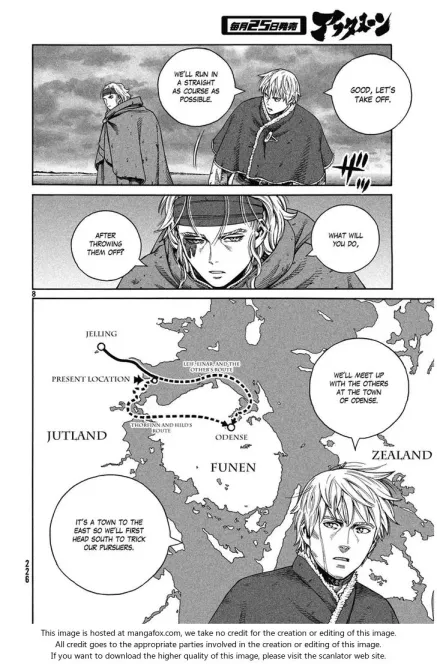 毎月25日発売 アフタヌーン
WE'LL RUN IN
A STRAIGHT
AS COURSE AS
POSSIBLE.
GOOD, LET'S
TAKE OFF.
ザッ
AFTER
THROWING
THEM OFF?
WHAT WILL
YOU DO,
8
JELLING
PRESENT LOCATION
LEIF, EINAR, AND THE
OTHER'S ROUTE
WE'LL MEET UP
WITH THE OTHERS
AT THE TOWN
OF ODENSE.
THORFINN AND HILD'S
ROUTE
JUTLAND
ODENSE
FUNEN
ZEALAND
IT'S A TOWN TO THE
EAST SO WE'LL FIRST
HEAD SOUTH TO TRICK
OUR PURSUERS.
226
This image is hosted at mangafox.com, we take no credit for the creation or editing of this image.
All credit goes to the appropriate parties involved in the creation or editing of this image.
If you want to download the higher quality of this image, please visit the scanlator web site.